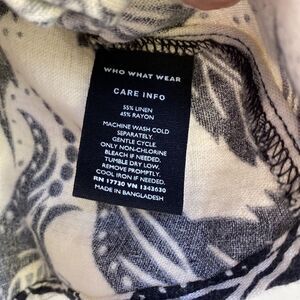 WHO WHAT WEAR
CARE INFO
55% LINEN
45% RAYON
MACHINE WASH COLD
SEPARATELY.
GENTLE CYCLE.
ONLY NON-CHLORINE
BLEACH IF NEEDED.
TUMBLE DRY LOW.
REMOVE PROMPTLY.
COOL IRON IF NEEDED.
RN 17730 VN 1343630
MADE IN BANGLADESH